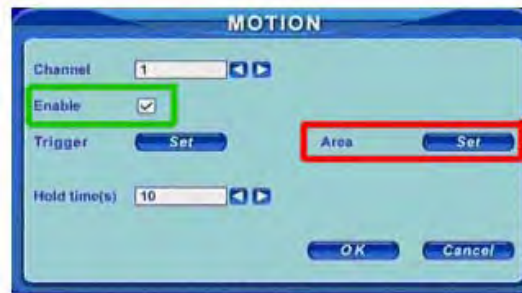 MOTION
Channel 1
Enable
Trigger Set Area Set
Hold time(s) 10
OK Cancel